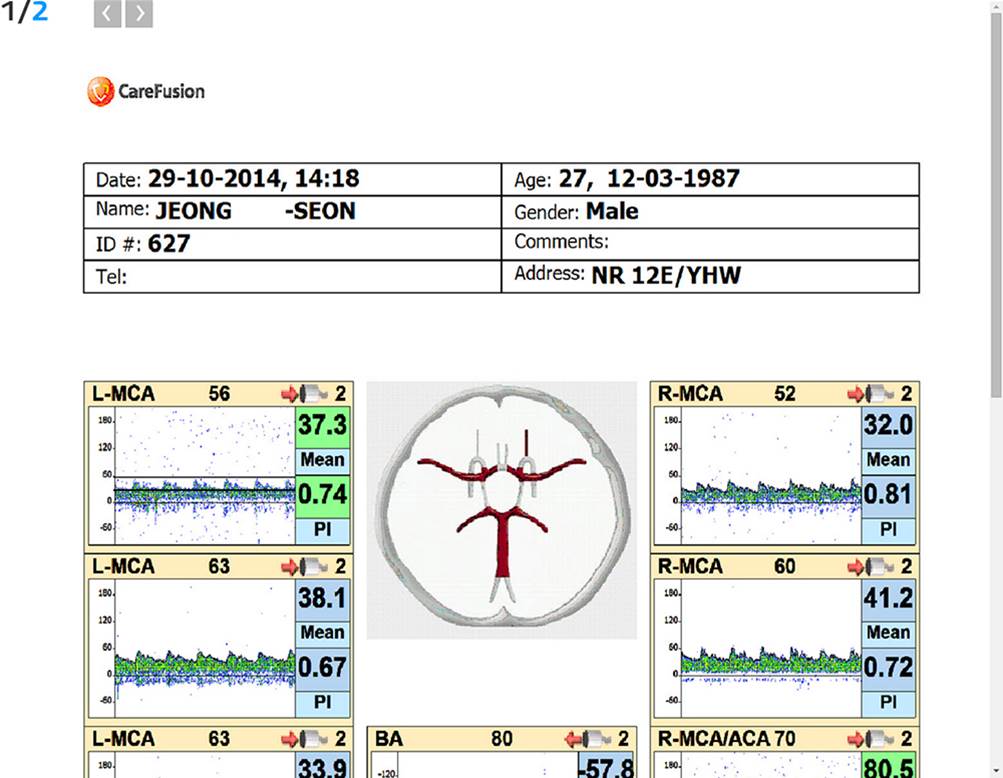 1/2
CareFusion
Date: 29-10-2014, 14:18
Age: 27, 12-03-1987
Name: JEONG -SEON
Gender: Male
ID #: 627
Comments:
Tel:
Address: NR 12E/YHW
L-MCA 56 2
180
120
60
0
-60
37.3
Mean
0.74
PI
R-MCA 52 2
180
120
60
0
-60
32.0
Mean
0.81
PI
L-MCA 63 2
180
120
60
0
-60
38.1
Mean
0.67
PI
R-MCA 60 2
180
120
60
0
-60
41.2
Mean
0.72
PI
L-MCA 63 2
180
33.9
BA 80 2
-120
-57.8
R-MCA/ACA 70 2
180
80.5